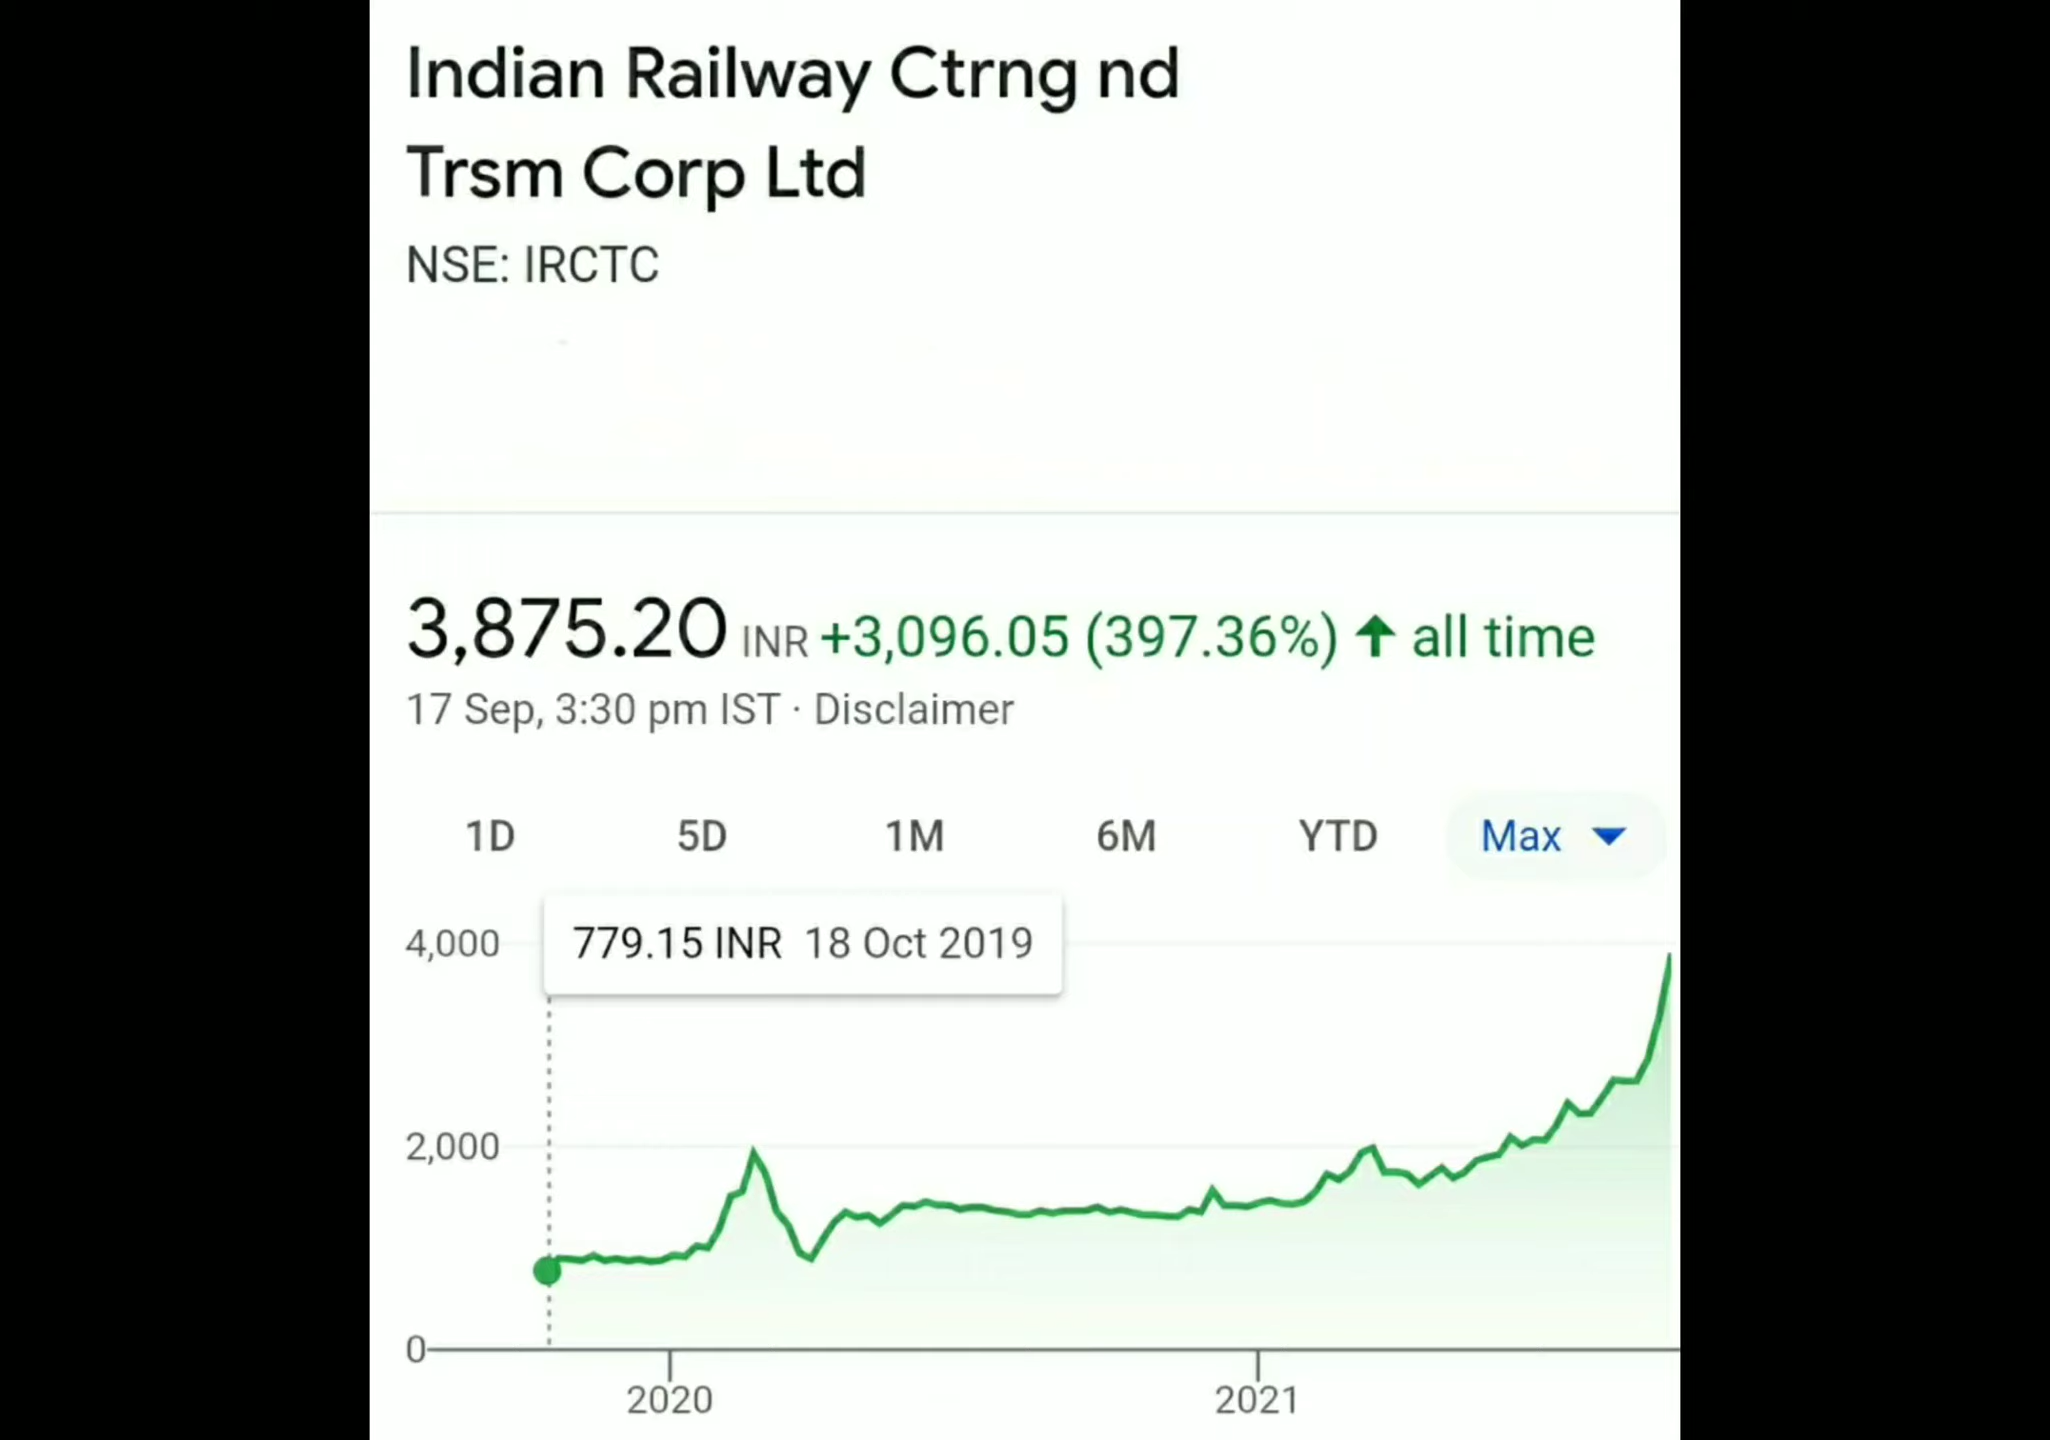 Indian Railway Ctrng nd
Trsm Corp Ltd
NSE: IRCTC
3,875.20 INR +3,096.05 (397.36%) ↑ all time
17 Sep, 3:30 pm IST · Disclaimer
1D 5D 1M 6M YTD Max
779.15 INR 18 Oct 2019
4,000
2,000
0
2020 2021